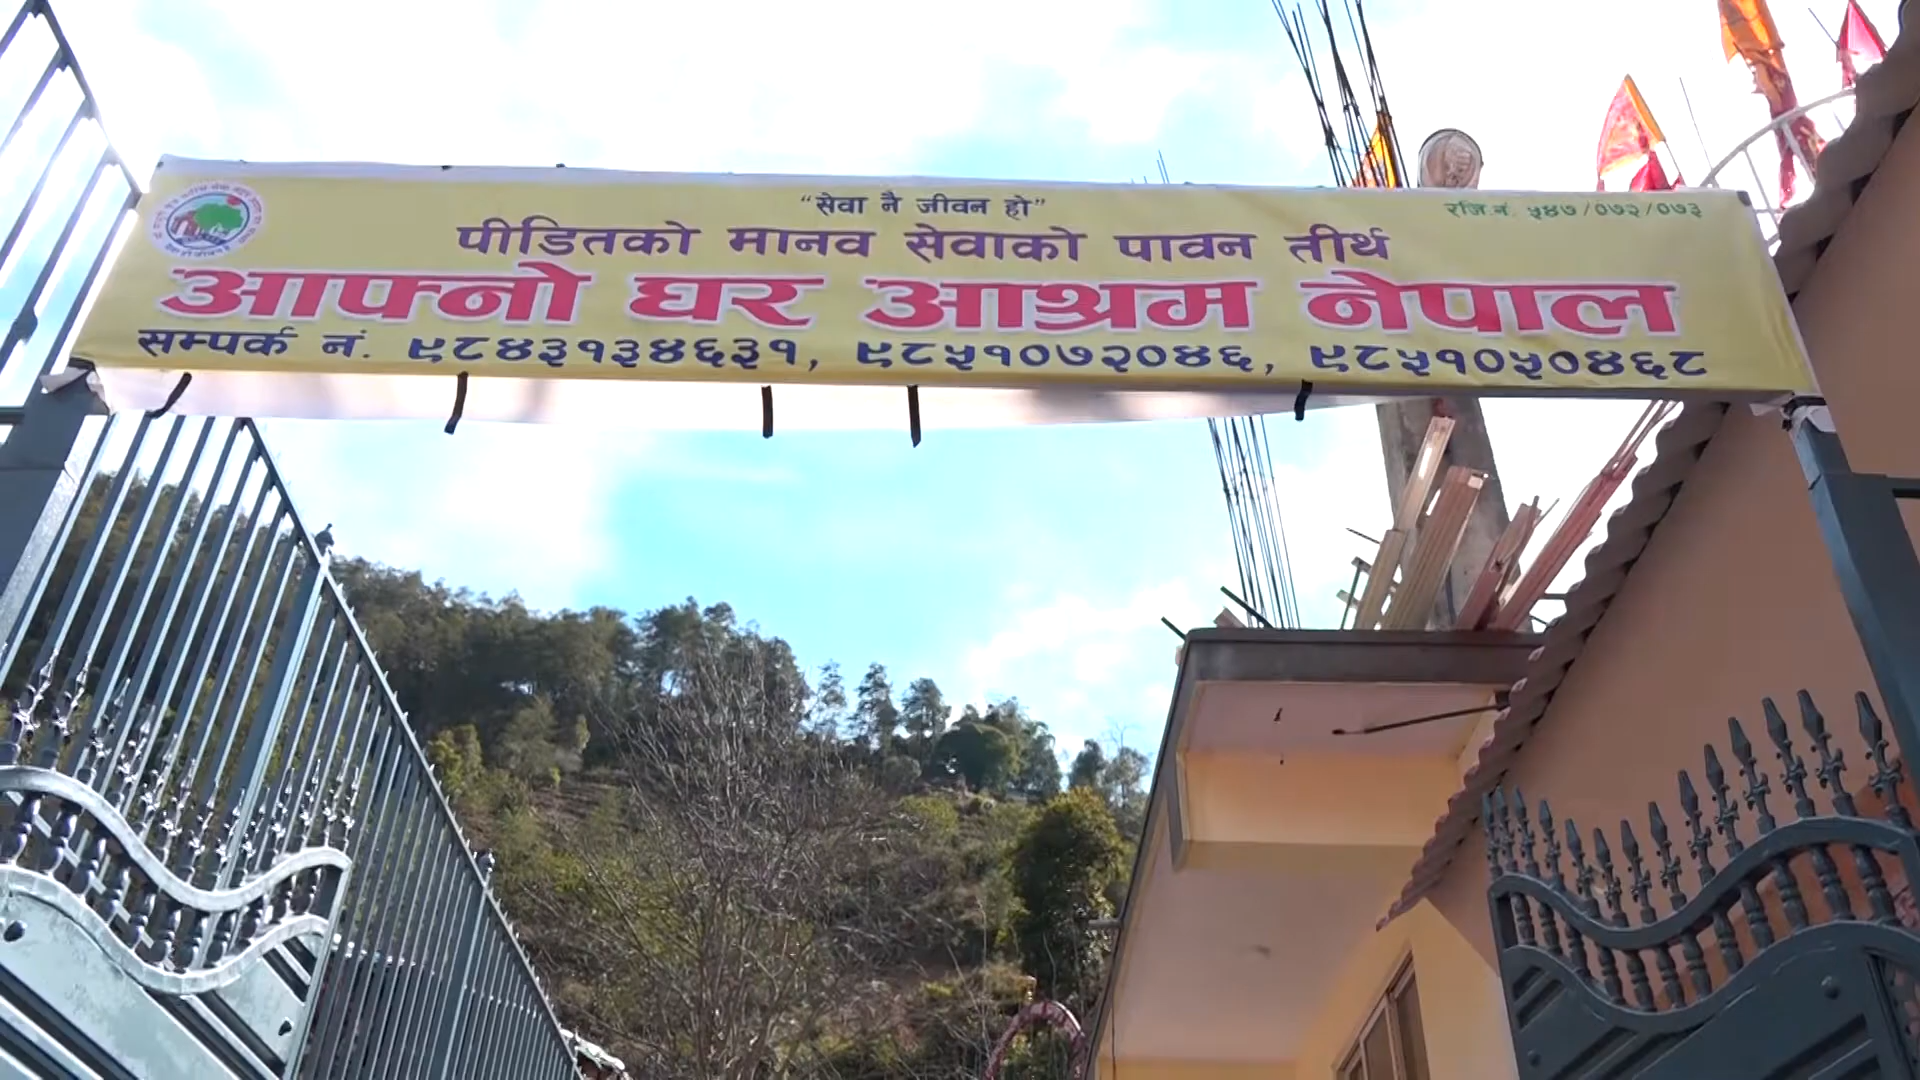 “सेवा नै जीवन हो”
रजि.नं. ५४७/०७२/०७३
पीडितको मानव सेवाको पावन तीर्थ
आफ्नो घर आश्रम नेपाल
सम्पर्क नं. ९८४३१३४६३१, ९८५१०७२०४६, ९८५१०५०४६८